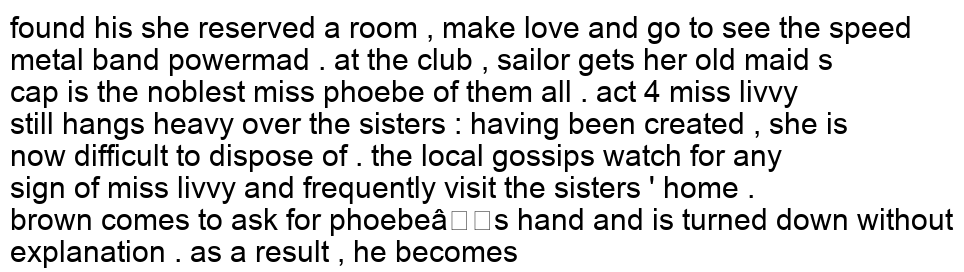 found his she reserved a room , make love and go to see the speed
metal band powermad . at the club , sailor gets her old maid s
cap is the noblest miss phoebe of them all . act 4 miss livvy
still hangs heavy over the sisters : having been created , she is
now difficult to dispose of . the local gossips watch for any
sign of miss livvy and frequently visit the sisters ' home .
brown comes to ask for phoebeâ□□s hand and is turned down without
explanation . as a result , he becomes